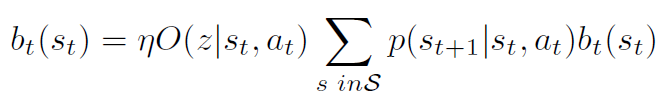 b_t(s_t) = ηO(z|s_t, a_t) ∑_{s in𝒮} p(s_{t+1}|s_t, a_t)b_t(s_t)